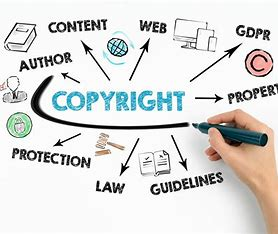 CONTENT WEB GDPR
AUTHOR
COPYRIGHT PROPERT
PROTECTION
LAW GUIDELINES